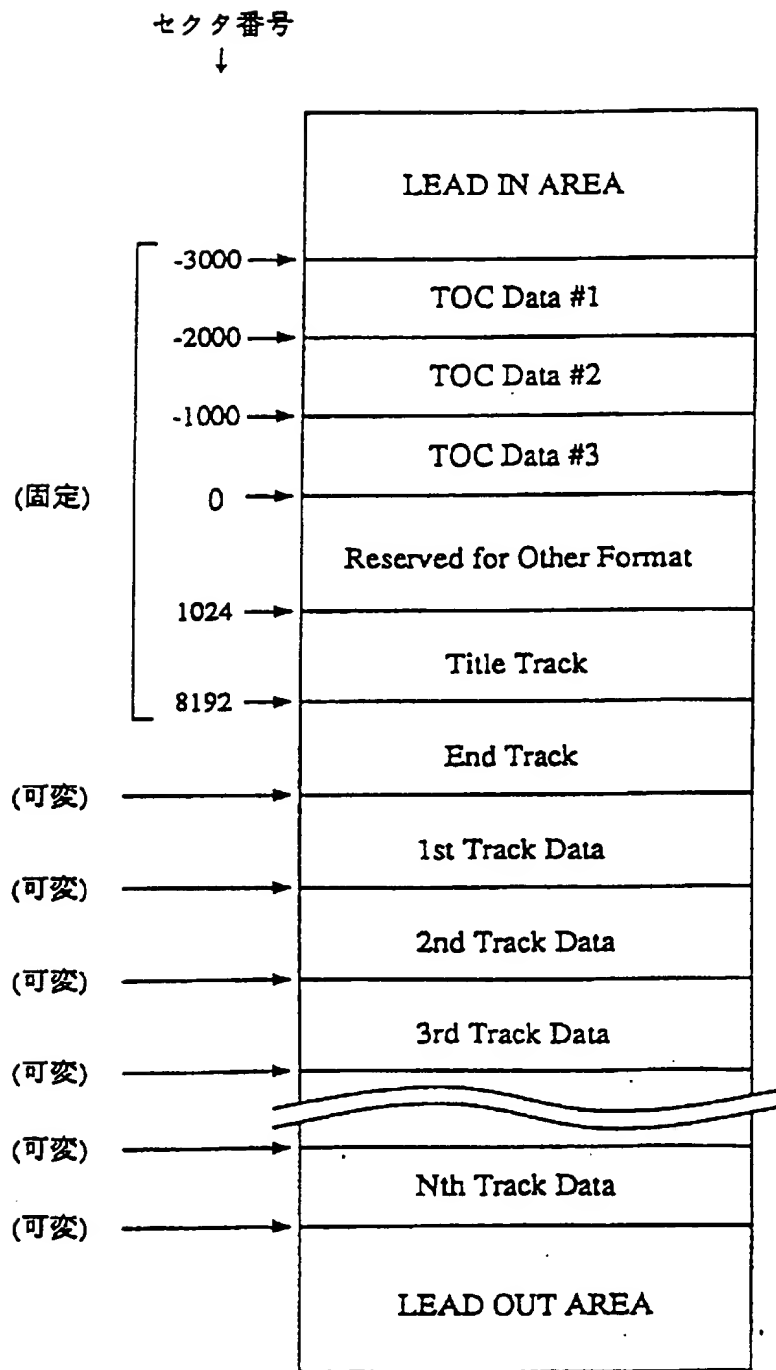 セクタ番号
↓
LEAD IN AREA
-3000
TOC Data #1
-2000
TOC Data #2
-1000
TOC Data #3
(固定)
0
Reserved for Other Format
1024
Title Track
8192
End Track
(可変)
1st Track Data
(可変)
2nd Track Data
(可変)
3rd Track Data
(可変)
(可変)
Nth Track Data
(可変)
LEAD OUT AREA